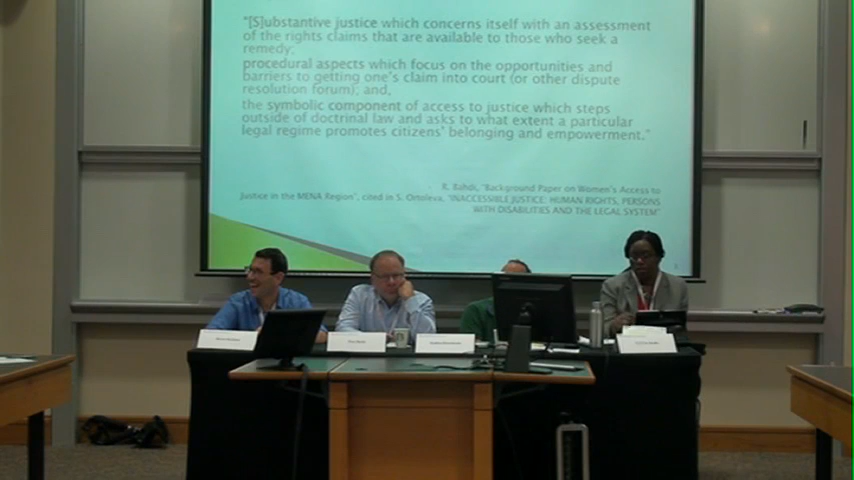 "[S]ubstantive justice which concerns itself with an assessment
of the rights claims that are available to those who seek a
remedy;
procedural aspects which focus on the opportunities and
barriers to getting one's claim into court (or other dispute
resolution forum); and,
the symbolic component of access to justice which steps
outside of doctrinal law and asks to what extent a particular
legal regime promotes citizens' belonging and empowerment."
R. Bahdi, "Background Paper on Women's Access to
Justice in the MENA Region", cited in S. Ortoleva, "INACCESSIBLE JUSTICE: HUMAN RIGHTS, PERSONS
WITH DISABILITIES AND THE LEGAL SYSTEM"